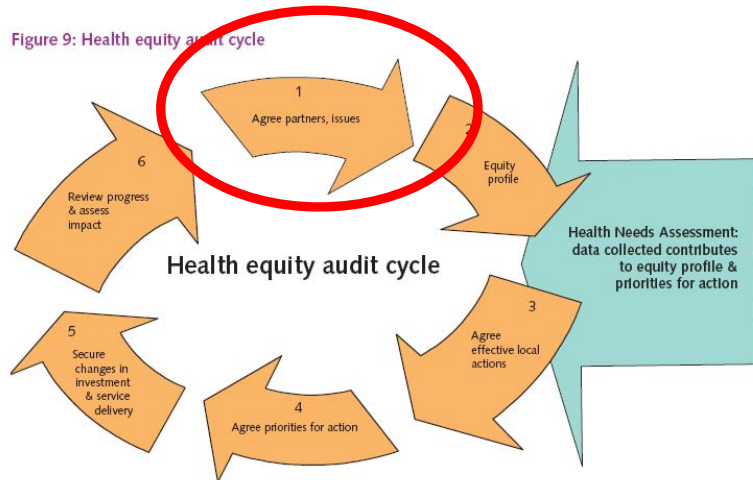 Figure 9: Health equity audit cycle
1
Agree partners, issues
2
Equity
profile
Health Needs Assessment:
data collected contributes
to equity profile &
priorities for action
3
Agree
effective local
actions
4
Agree priorities for action
5
Secure
changes in
investment
& service
delivery
6
Review progress
& assess
impact
Health equity audit cycle